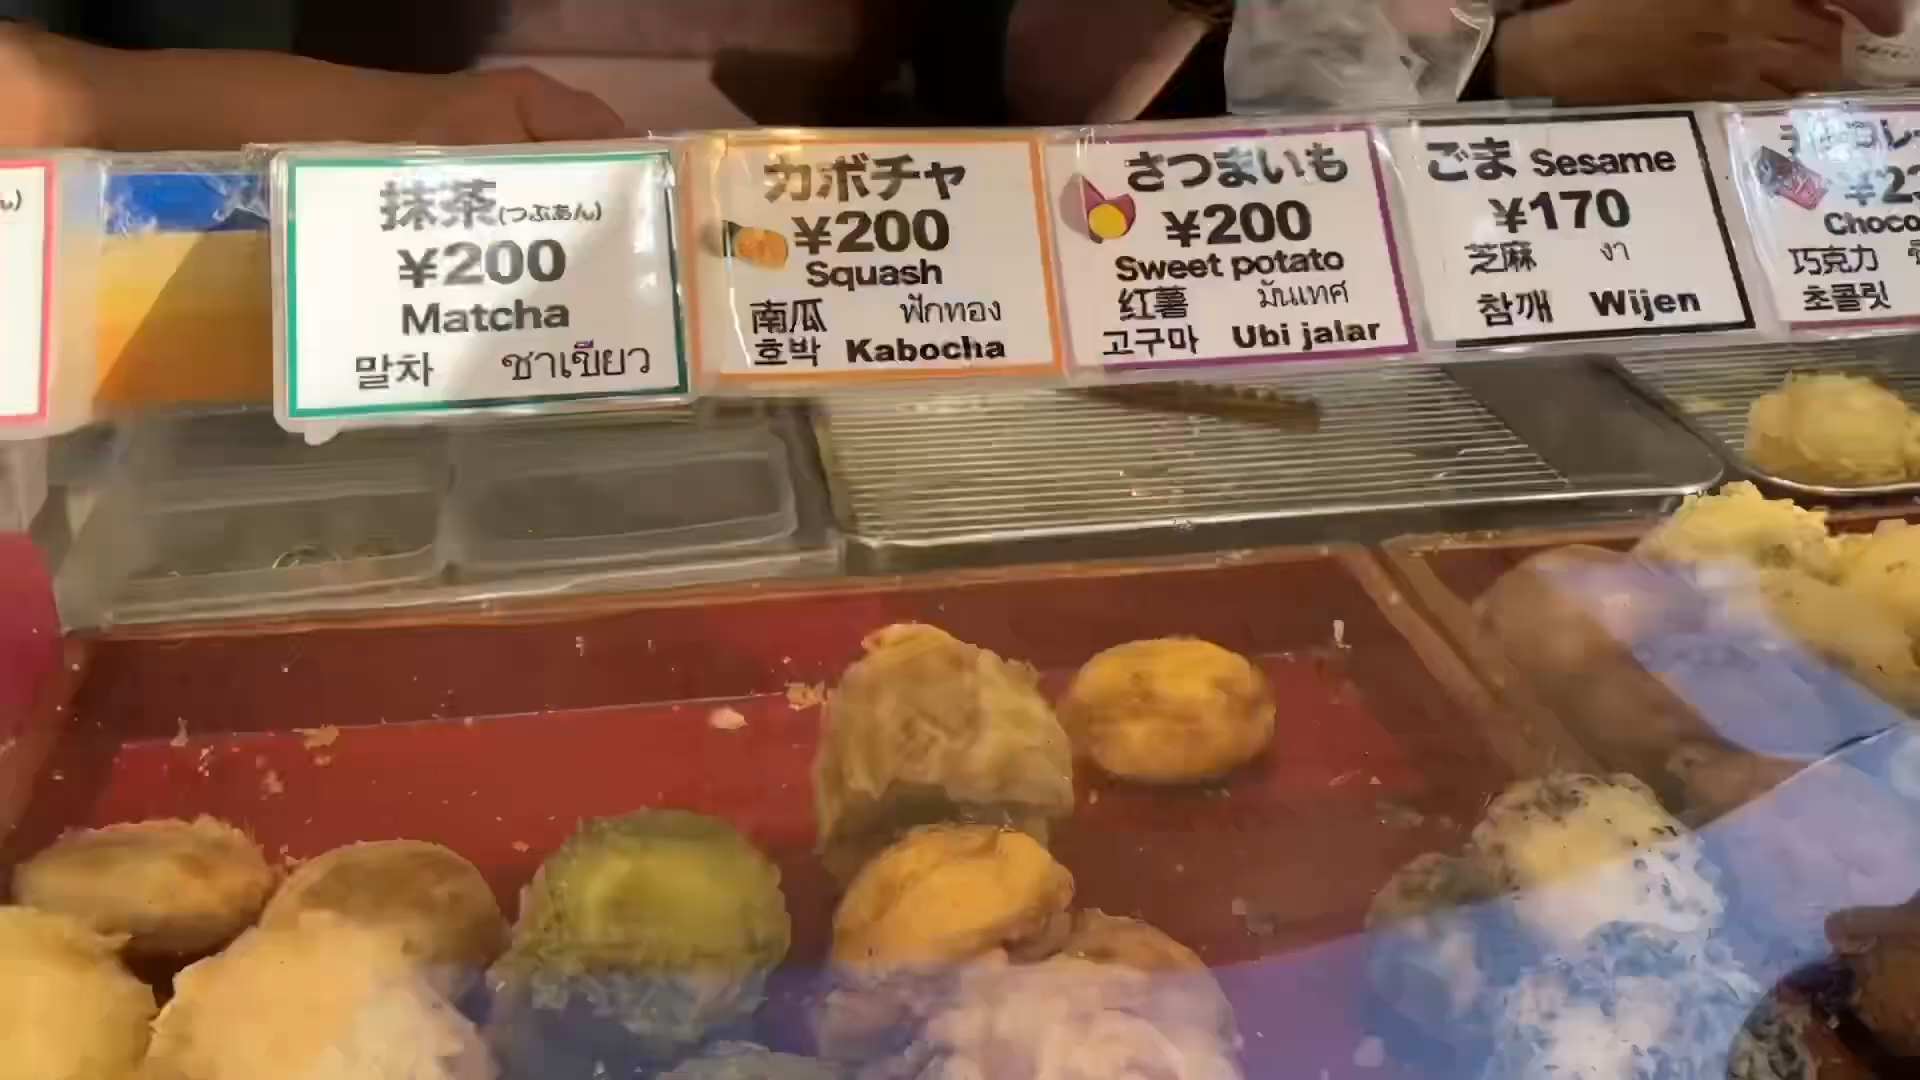 ん)
抹茶(つぶあん)
¥200
Matcha
말차 ชาเขียว
カボチャ
¥200
Squash
南瓜 ฟักทอง
호박 Kabocha
さつまいも
¥200
Sweet potato
红薯 มันเทศ
고구마 Ubi jalar
ごま Sesame
¥170
芝麻 งา
참깨 Wijen
Choco
巧克力
초콜릿